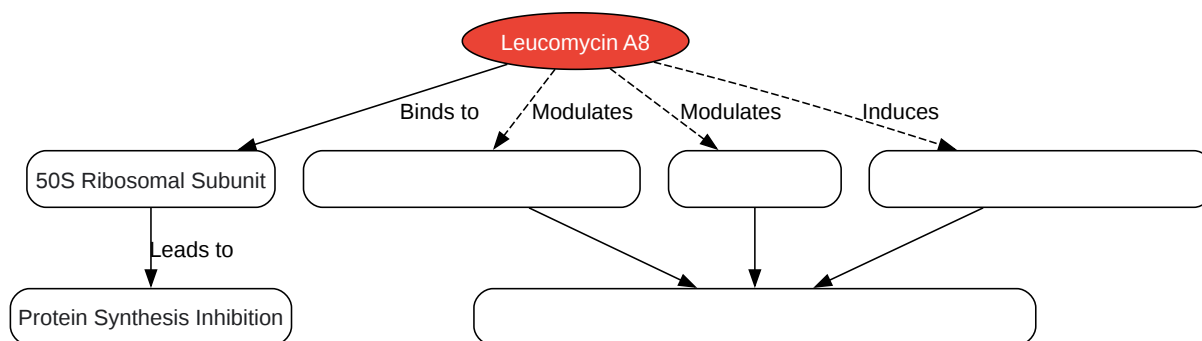 Leucomycin A8
Binds to
Modulates
Modulates
Induces
50S Ribosomal Subunit
Leads to
Protein Synthesis Inhibition